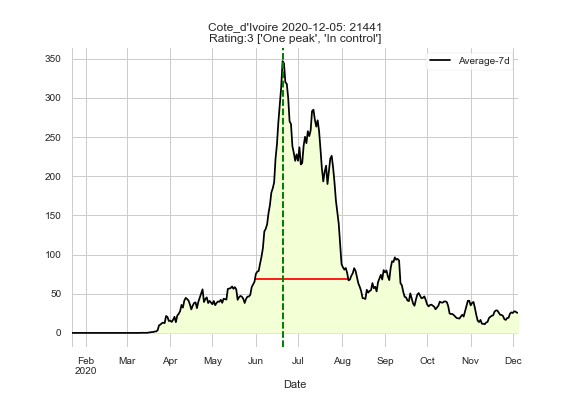 Cote_d'Ivoire 2020-12-05: 21441
Rating:3 ['One peak', 'In control']
Average-7d
350
300
250
200
150
100
50
0
Feb Mar Apr May Jun Jul Aug Sep Oct Nov Dec
2020
Date